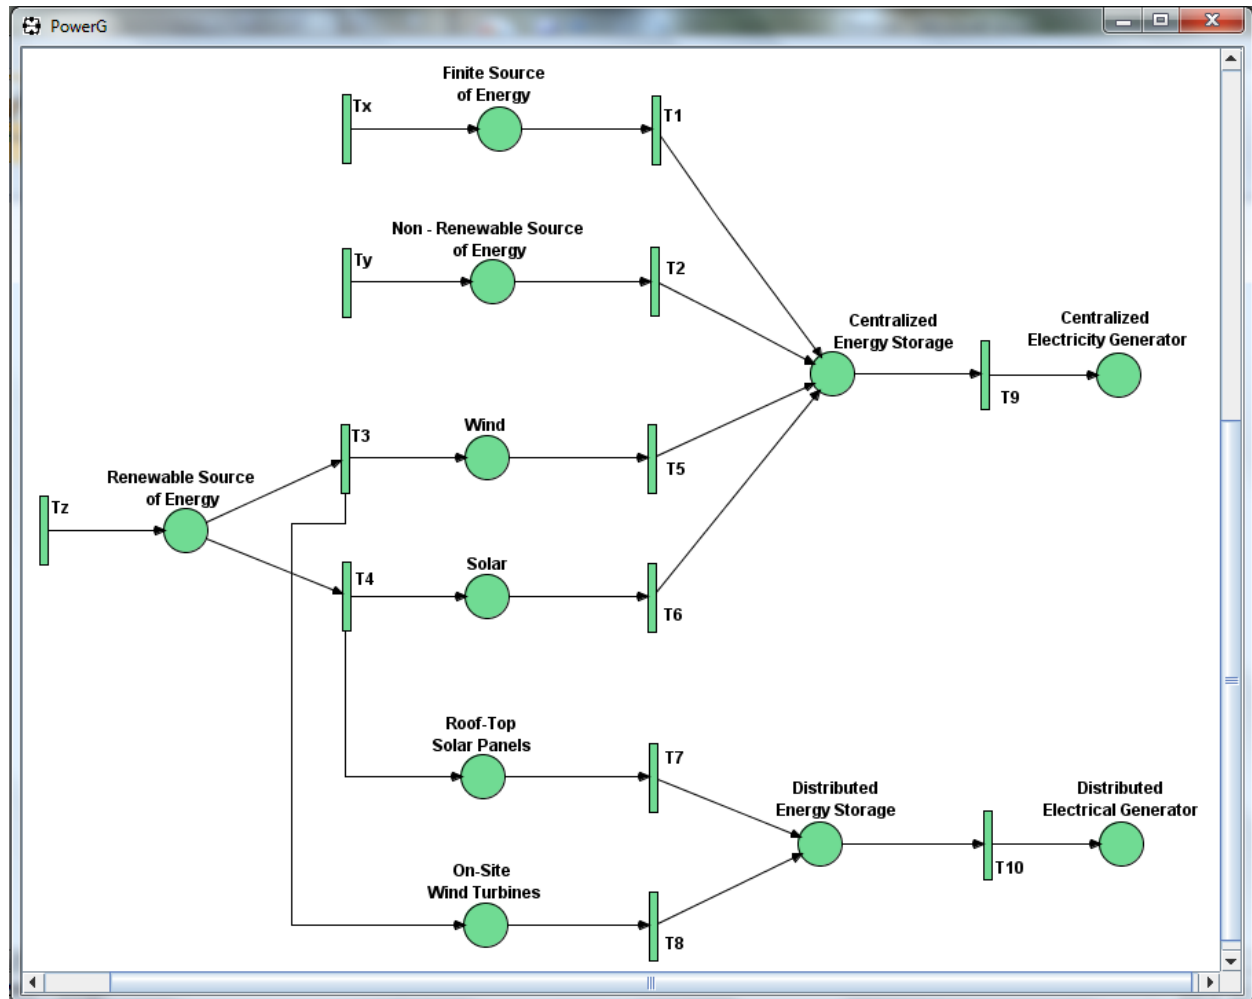 PowerG
Finite Source
of Energy
Tx
T1
Non - Renewable Source
of Energy
Ty
T2
Centralized
Energy Storage
Centralized
Electricity Generator
T9
T3
Wind
T5
Renewable Source
of Energy
Tz
T4
Solar
T6
Roof-Top
Solar Panels
T7
Distributed
Energy Storage
Distributed
Electrical Generator
T10
On-Site
Wind Turbines
T8